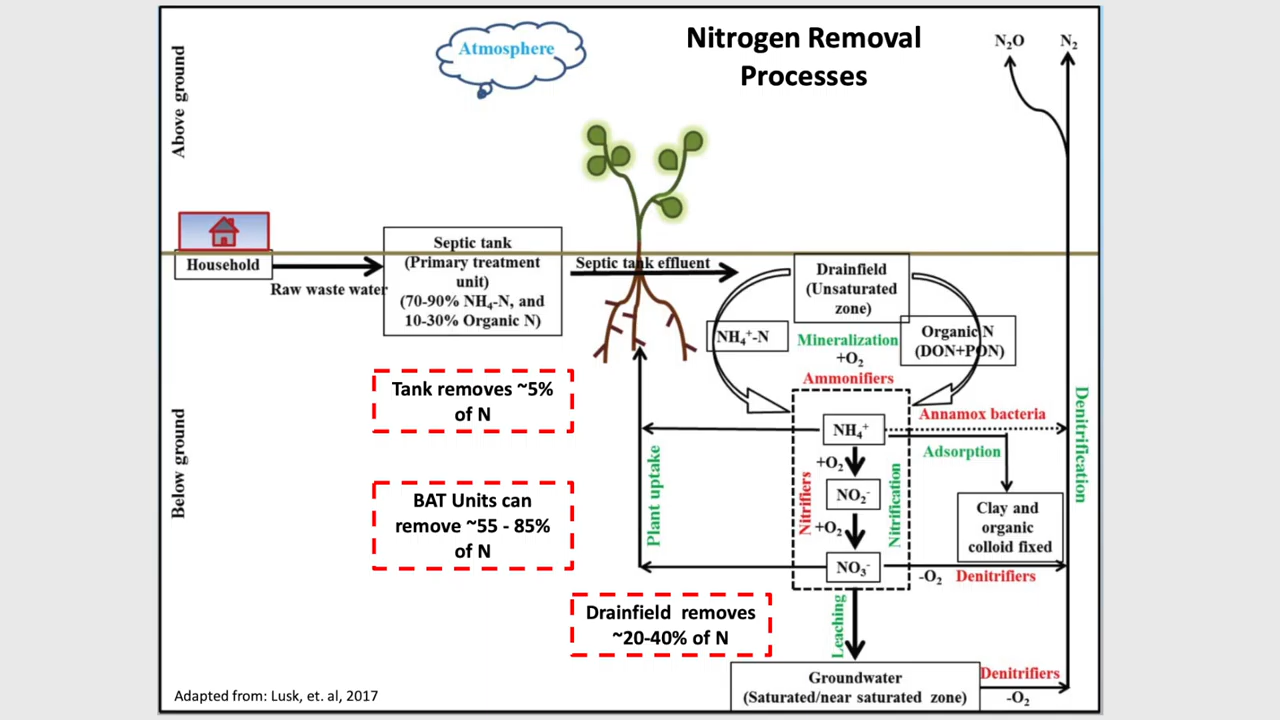 Nitrogen Removal
Processes
Atmosphere
N₂O
N₂
Above ground
Below ground
Household
Raw waste water
Septic tank
(Primary treatment
unit)
(70-90% NH₄-N, and
10-30% Organic N)
Septic tank effluent
Drainfield
(Unsaturated
zone)
NH₄⁺-N
Mineralization
+O₂
Ammonifiers
Organic N
(DON+PON)
Tank removes ~5%
of N
BAT Units can
remove ~55 - 85%
of N
Drainfield removes
~20-40% of N
Plant uptake
NH₄⁺
+O₂
NO₂⁻
+O₂
NO₃⁻
Nitrifiers
Nitrification
Annamox bacteria
Adsorption
Clay and
organic
colloid fixed
-O₂ Denitrifiers
Denitrification
Leaching
Groundwater
(Saturated/near saturated zone)
Denitrifiers
-O₂
Adapted from: Lusk, et. al, 2017